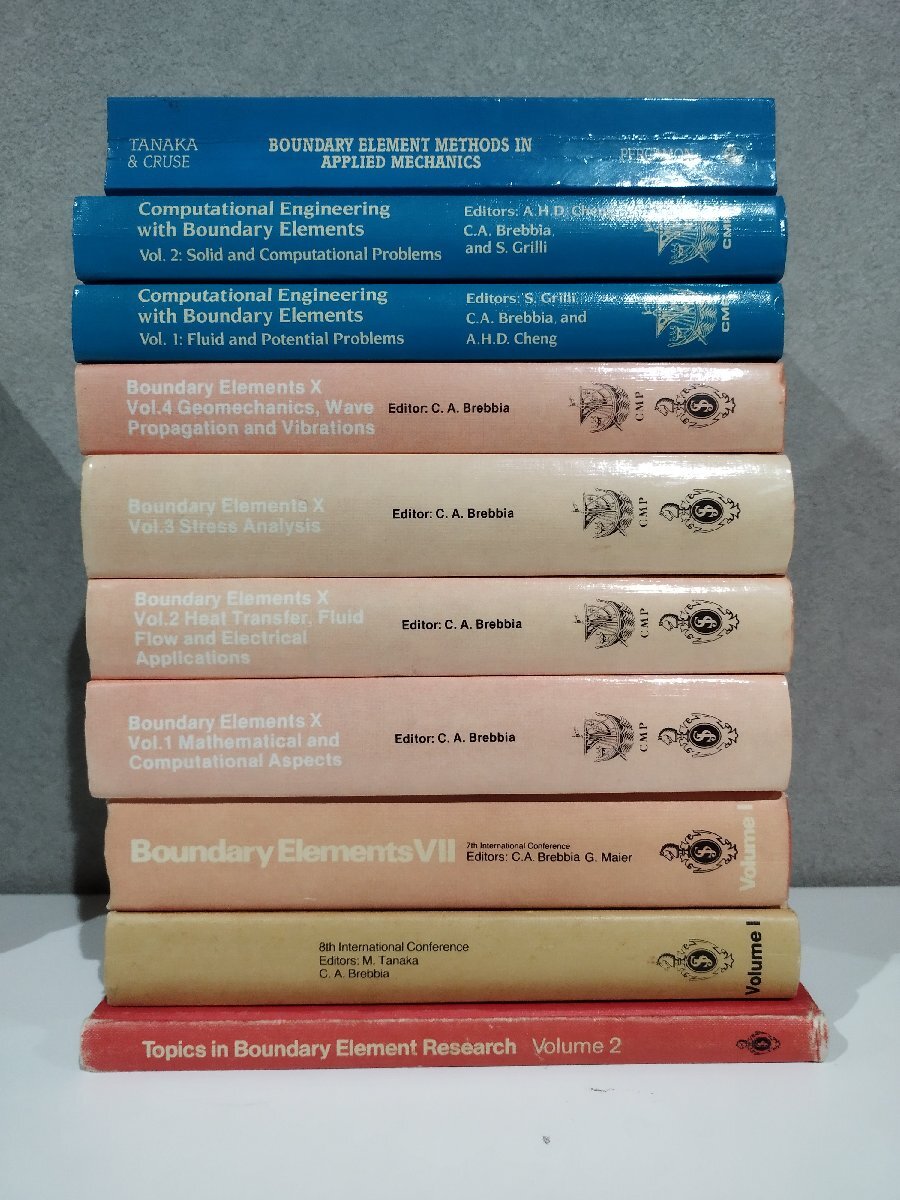 TANAKA
& CRUSE
BOUNDARY ELEMENT METHODS IN
APPLIED MECHANICS
PERGAMON
Computational Engineering
with Boundary Elements
Vol. 2: Solid and Computational Problems
Editors: A.H.D. Cheng,
C.A. Brebbia,
and S. Grilli
CMP
Computational Engineering
with Boundary Elements
Vol. 1: Fluid and Potential Problems
Editors: S. Grilli,
C.A. Brebbia, and
A.H.D. Cheng
CMP
Boundary Elements X
Vol.4 Geomechanics, Wave
Propagation and Vibrations
Editor: C. A. Brebbia
CMP
Boundary Elements X
Vol.3 Stress Analysis
Editor: C. A. Brebbia
CMP
Boundary Elements X
Vol.2 Heat Transfer, Fluid
Flow and Electrical
Applications
Editor: C. A. Brebbia
CMP
Boundary Elements X
Vol.1 Mathematical and
Computational Aspects
Editor: C. A. Brebbia
CMP
Boundary Elements VII
7th International Conference
Editors: C.A. Brebbia G. Maier
Volume I
8th International Conference
Editors: M. Tanaka
C. A. Brebbia
Volume I
Topics in Boundary Element Research Volume 2